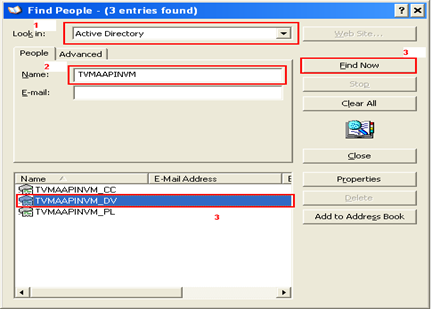 Find People - (3 entries found)
1
Look in: Active Directory Web Site...
People Advanced 3
2 Find Now
Name: TVMAAPINVM
Stop
E-mail:
Clear All
Close
Name E-Mail Address Properties
TVMAAPINVM_CC
TVMAAPINVM_DV Delete
TVMAAPINVM_PL 3 Add to Address Book